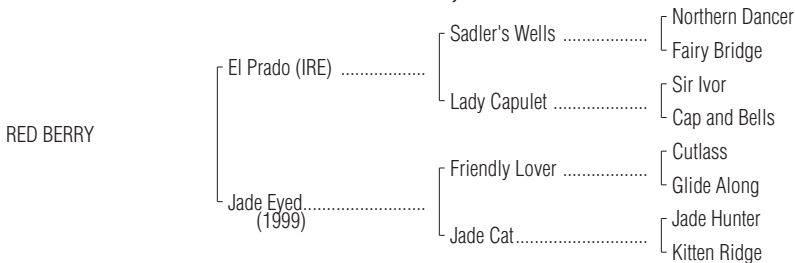 Northern Dancer
Sadler's Wells ..................
Fairy Bridge
El Prado (IRE) ..................
Sir Ivor
Lady Capulet ....................
Cap and Bells
RED BERRY
Cutlass
Friendly Lover ..................
Glide Along
Jade Eyed..........................
(1999)
Jade Hunter
Jade Cat............................
Kitten Ridge